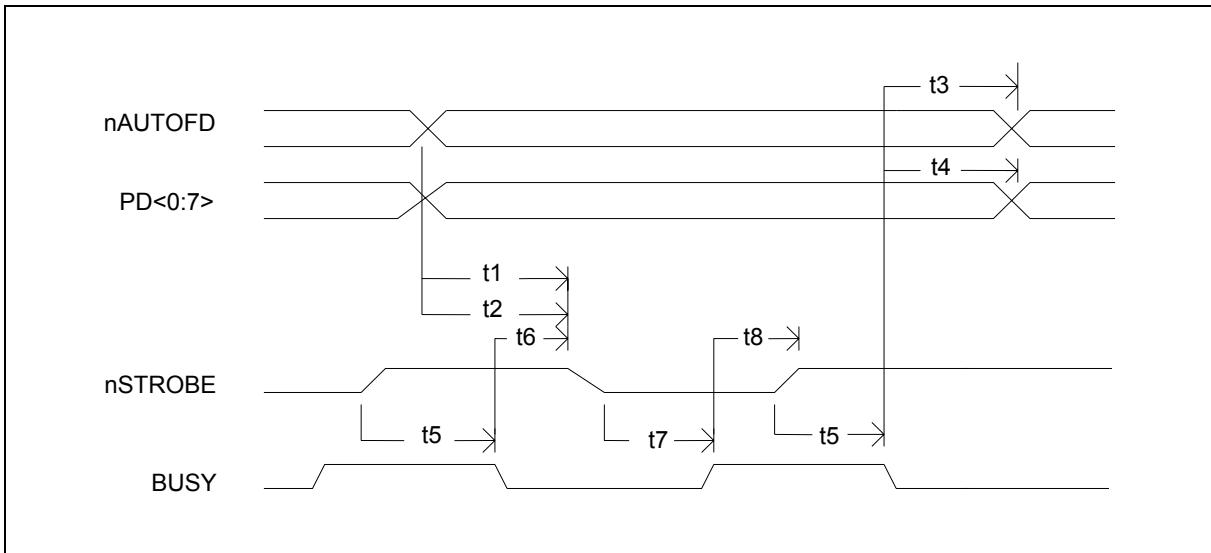 t3
nAUTOFD
t4
PD<0:7>
t1
t2
t6
t8
nSTROBE
t5
t7
t5
BUSY